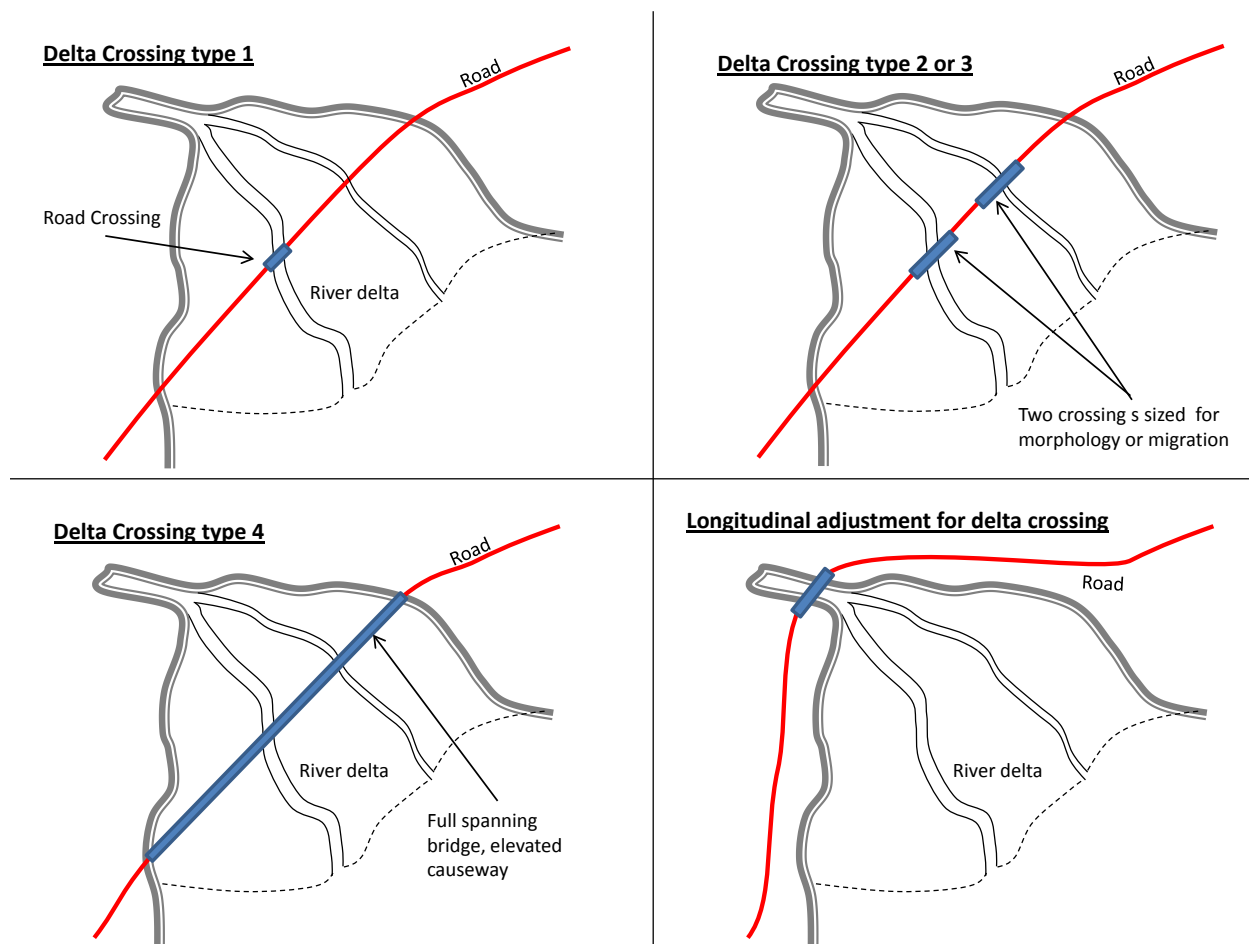 Delta Crossing type 1
Road
Road Crossing
River delta
Delta Crossing type 2 or 3
Road
Two crossing s sized for
morphology or migration
Delta Crossing type 4
Road
River delta
Full spanning
bridge, elevated
causeway
Longitudinal adjustment for delta crossing
Road
River delta